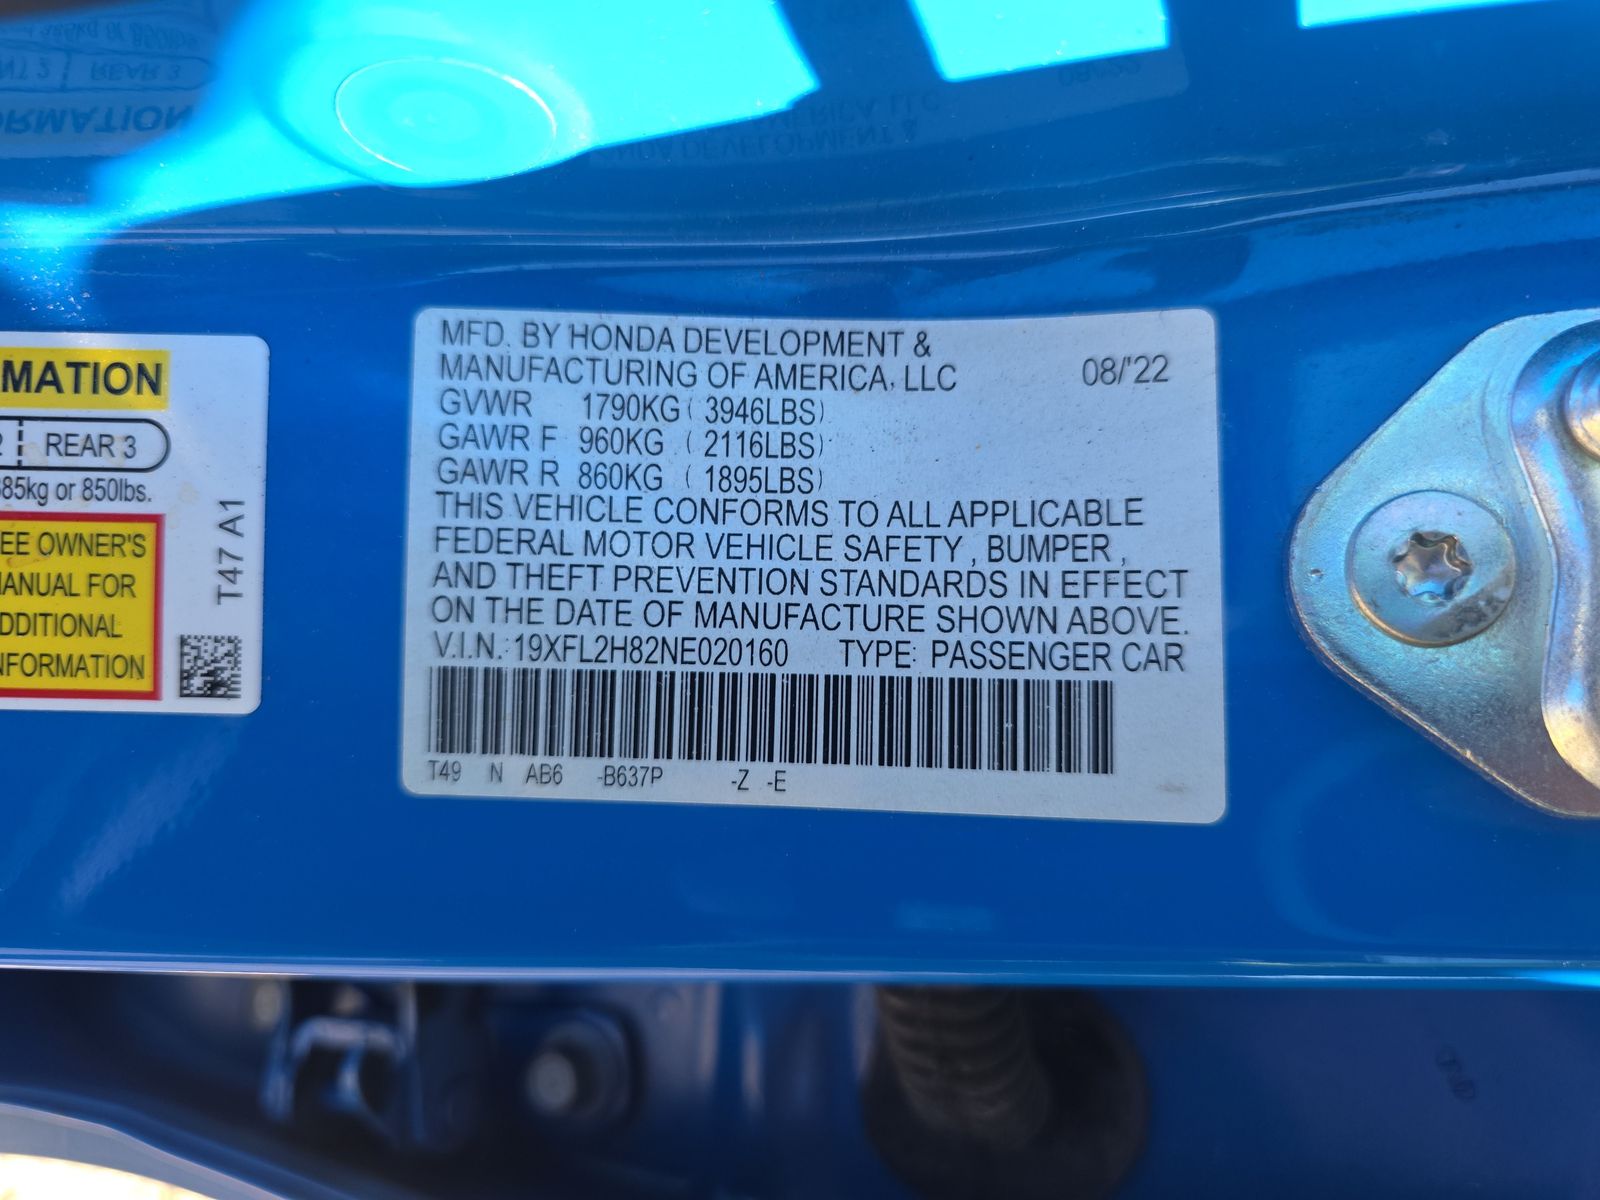 MATION
2 REAR 3
385kg or 850lbs.
EE OWNER'S
MANUAL FOR
DDITIONAL
NFORMATION
T47 A1
MFD. BY HONDA DEVELOPMENT &
MANUFACTURING OF AMERICA, LLC 08/'22
GVWR 1790KG ( 3946LBS)
GAWR F 960KG ( 2116LBS)
GAWR R 860KG ( 1895LBS)
THIS VEHICLE CONFORMS TO ALL APPLICABLE
FEDERAL MOTOR VEHICLE SAFETY , BUMPER ,
AND THEFT PREVENTION STANDARDS IN EFFECT
ON THE DATE OF MANUFACTURE SHOWN ABOVE.
V.I.N.: 19XFL2H82NE020160 TYPE: PASSENGER CAR
T49 N AB6 -B637P -Z -E